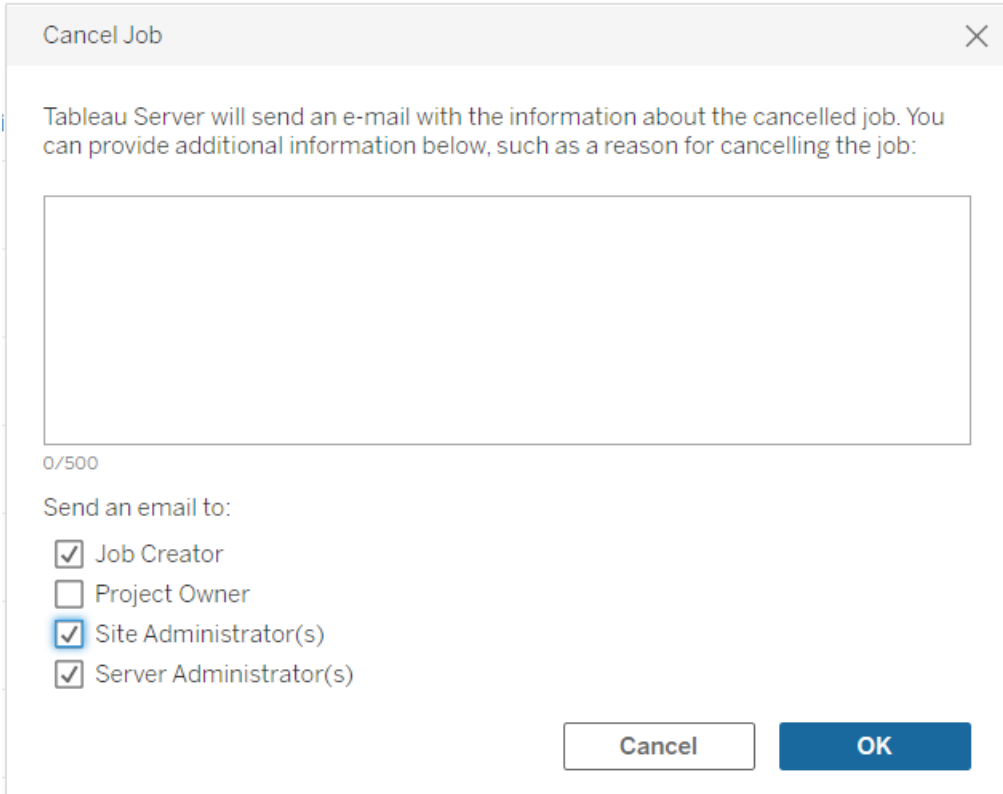 Cancel Job
Tableau Server will send an e-mail with the information about the cancelled job. You
can provide additional information below, such as a reason for cancelling the job:
0/500
Send an email to:
Job Creator
Project Owner
Site Administrator(s)
Server Administrator(s)
Cancel
OK